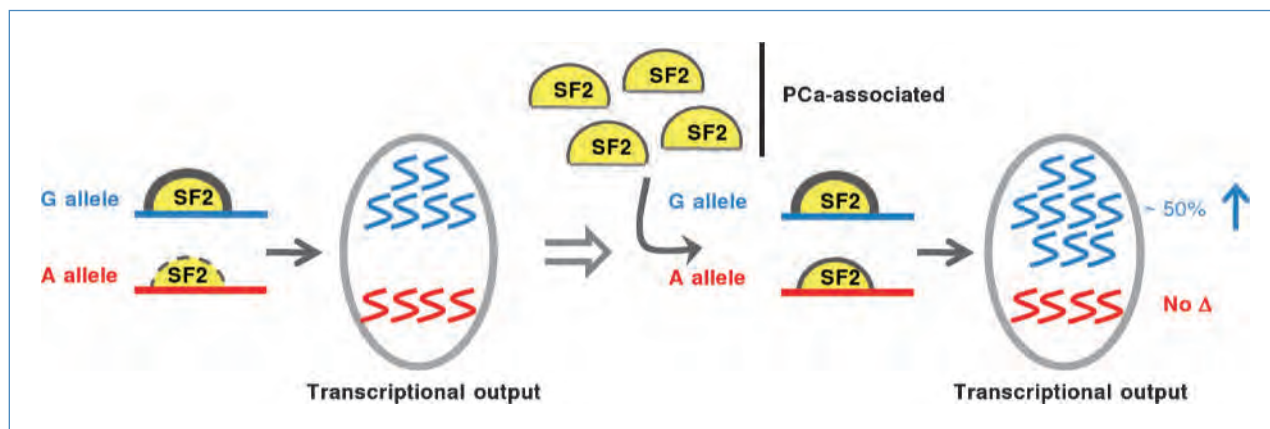 SF2
SF2
SF2
SF2
PCa-associated
G allele
SF2
A allele
SF2
Transcriptional output
G allele
SF2
A allele
SF2
~ 50%
No Δ
Transcriptional output